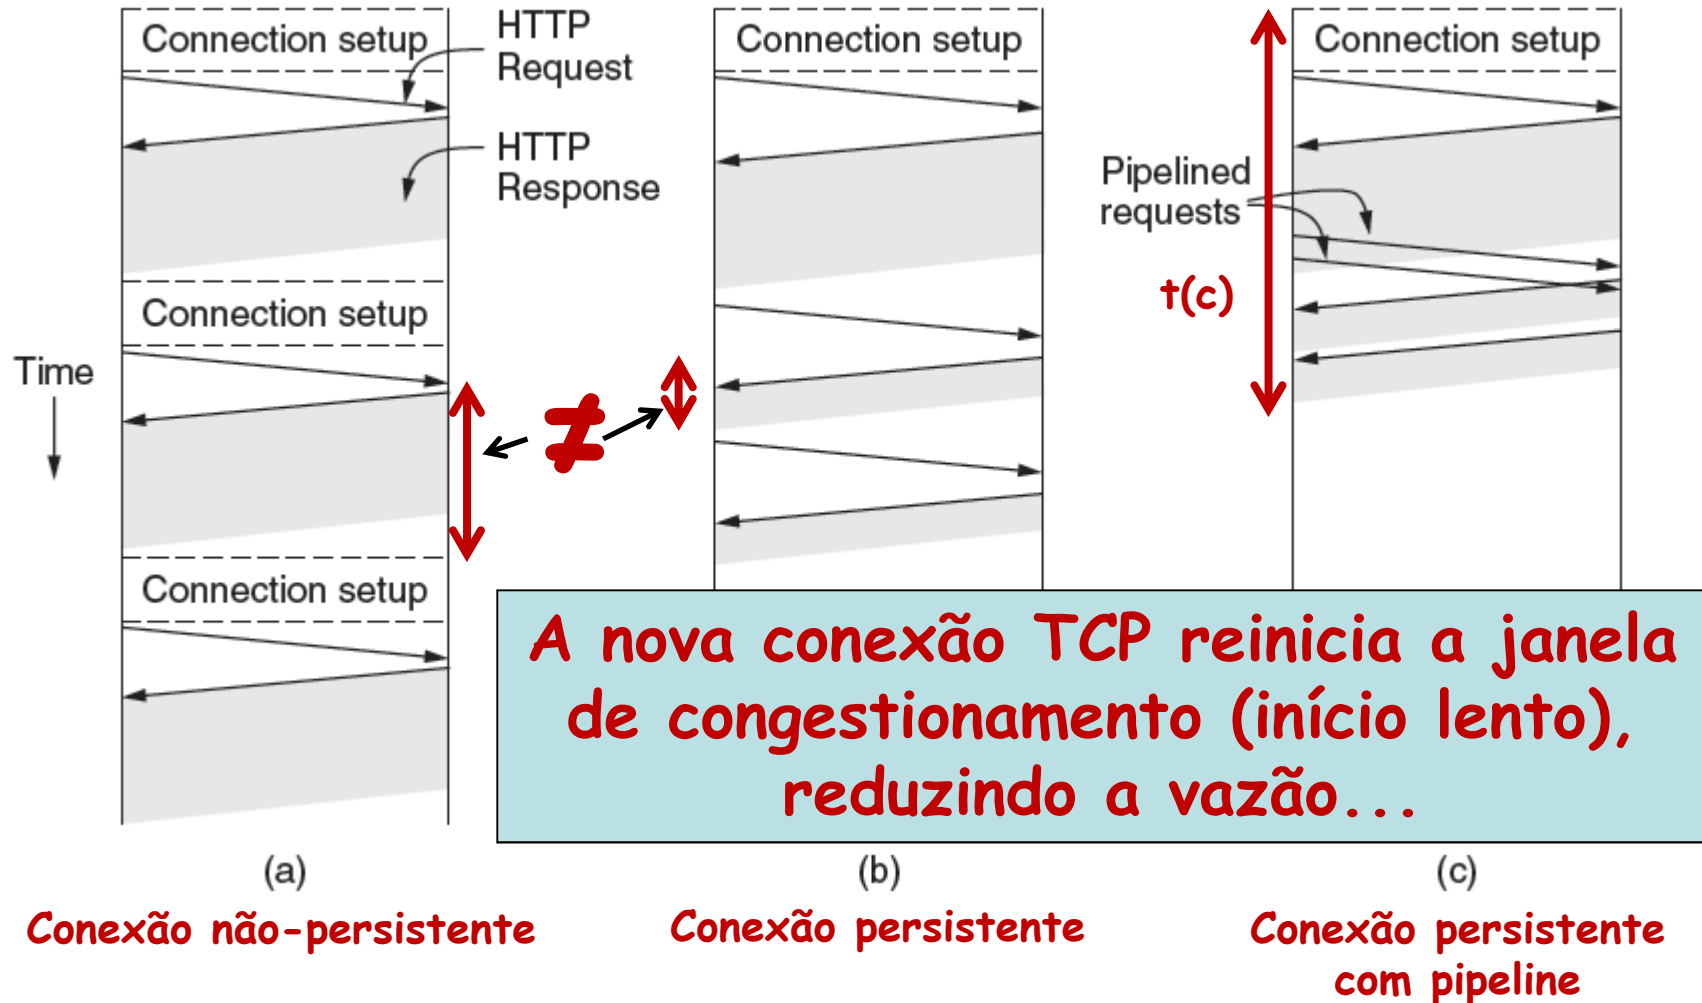 Connection setup
HTTP
Request
HTTP
Response
Connection setup
Time
Connection setup
(a)
Conexão não-persistente
Connection setup
≠
(b)
Conexão persistente
Connection setup
Pipelined
requests
t(c)
(c)
Conexão persistente
com pipeline
A nova conexão TCP reinicia a janela
de congestionamento (início lento),
reduzindo a vazão...